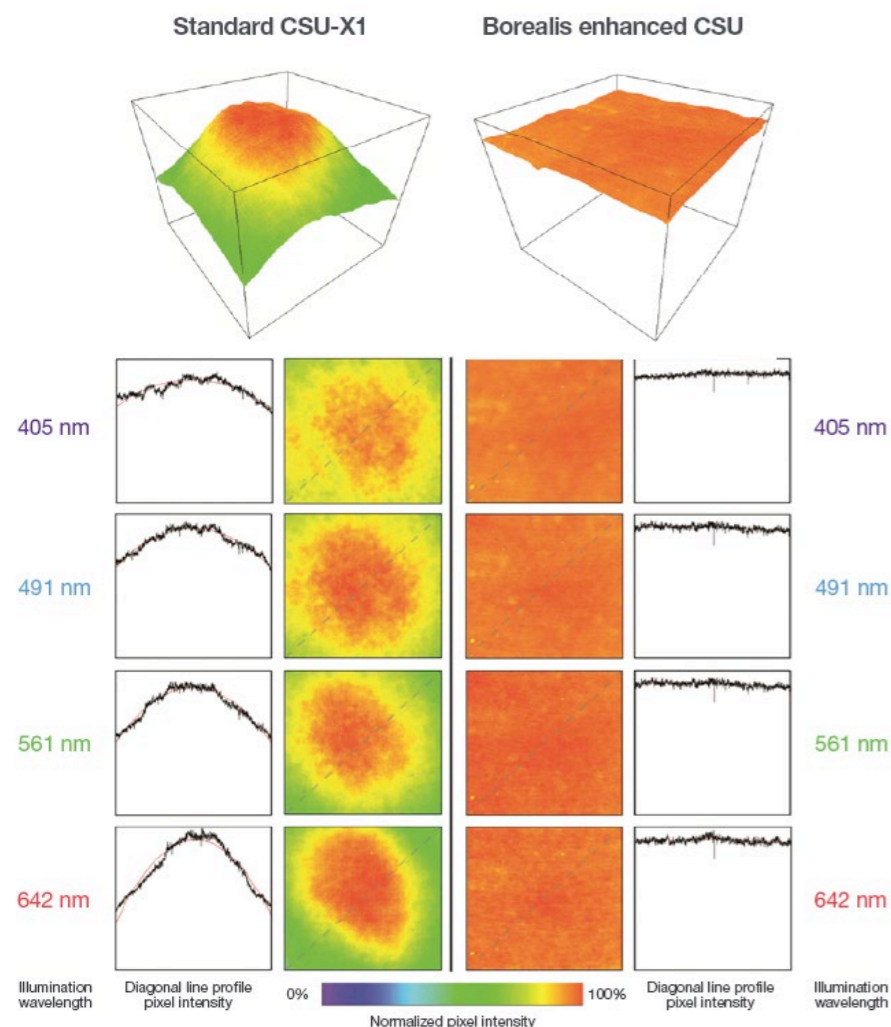 Standard CSU-X1
Borealis enhanced CSU
405 nm
405 nm
491 nm
491 nm
561 nm
561 nm
642 nm
642 nm
Illumination
wavelength
Diagonal line profile
pixel intensity
0%
100%
Normalized pixel intensity
Diagonal line profile
pixel intensity
Illumination
wavelength